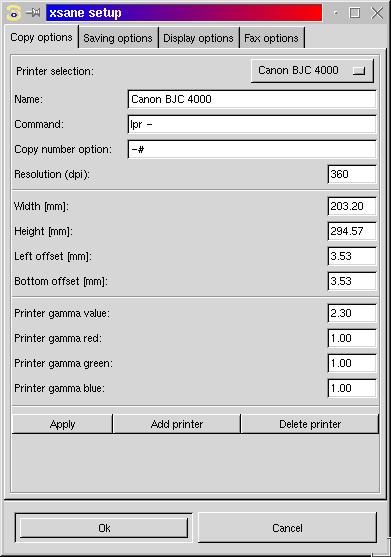 xsane setup
Copy options Saving options Display options Fax options
Printer selection: Canon BJC 4000
Name: Canon BJC 4000
Command: lpr -
Copy number option: -#
Resolution (dpi): 360
Width [mm]: 203.20
Height [mm]: 294.57
Left offset [mm]: 3.53
Bottom offset [mm]: 3.53
Printer gamma value: 2.30
Printer gamma red: 1.00
Printer gamma green: 1.00
Printer gamma blue: 1.00
Apply Add printer Delete printer
Ok Cancel